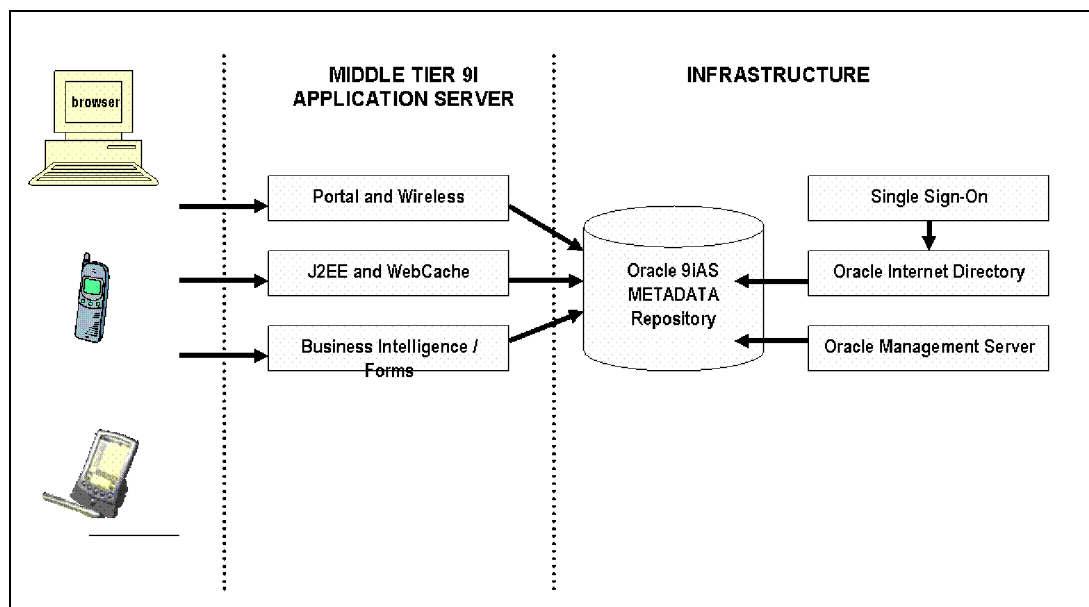 browser
MIDDLE TIER 9I
APPLICATION SERVER
INFRASTRUCTURE
Portal and Wireless
J2EE and WebCache
Business Intelligence /
Forms
Oracle 9iAS
METADATA
Repository
Single Sign-On
Oracle Internet Directory
Oracle Management Server